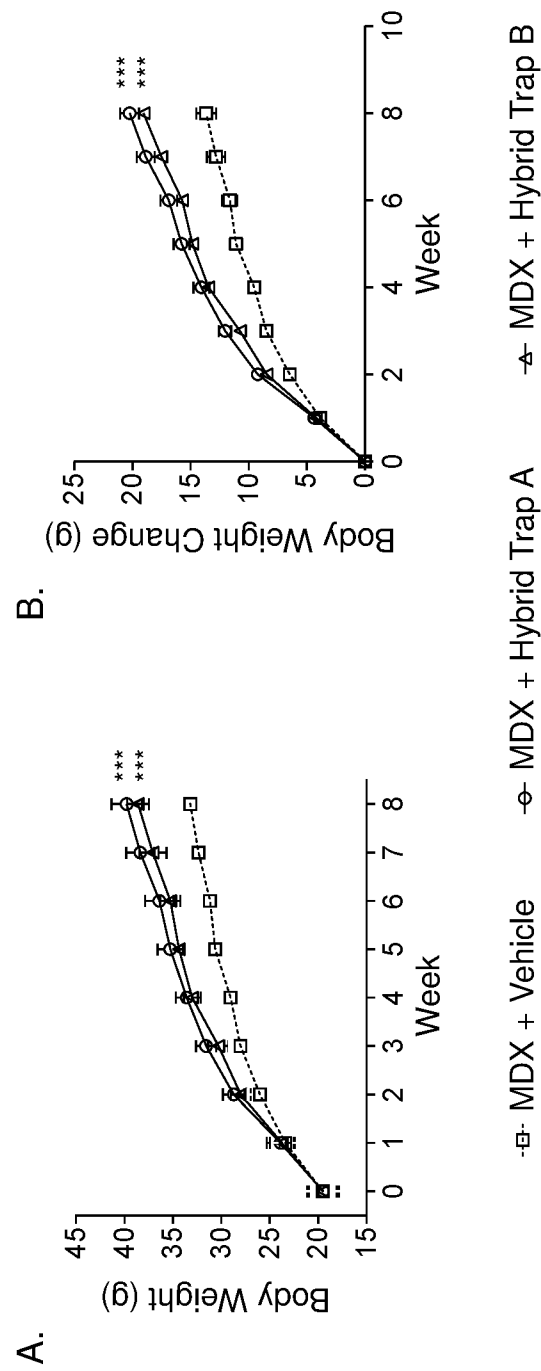 A.
45
40
35
30
25
20
15
Body Weight (g)
0 1 2 3 4 5 6 7 8
Week
***
***
B.
25
20
15
10
5
0
Body Weight Change (g)
0 2 4 6 8 10
Week
***
***
MDX + Vehicle
MDX + Hybrid Trap A
MDX + Hybrid Trap B